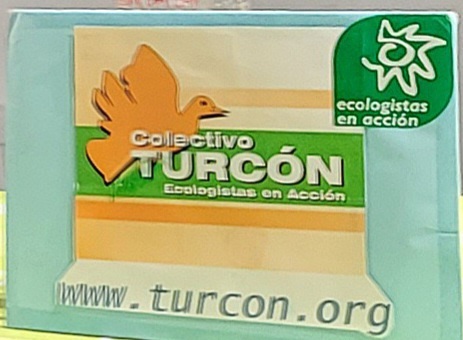 ecologistas
en acción
Colectivo
TURCÓN
Ecologistas en Acción
www.turcon.org